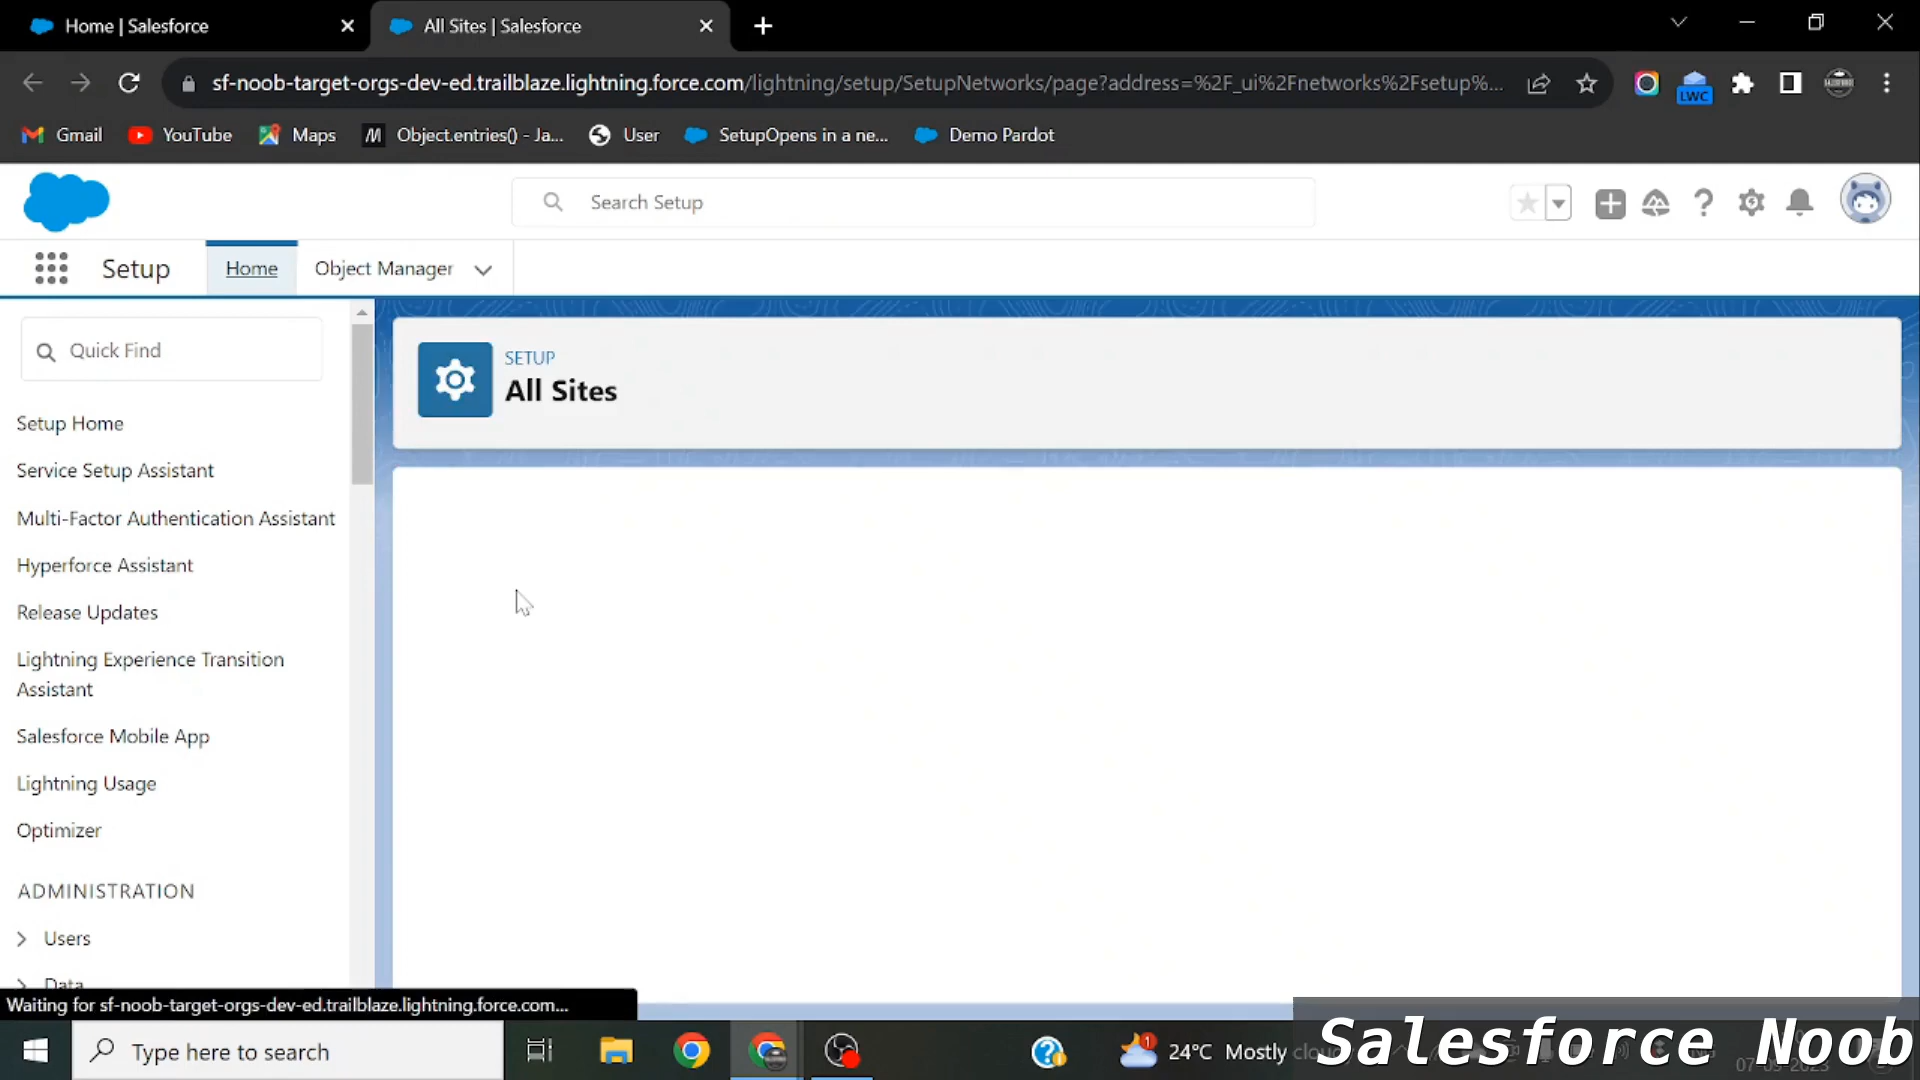 Home | Salesforce
All Sites | Salesforce
sf-noob-target-orgs-dev-ed.trailblaze.lightning.force.com/lightning/setup/SetupNetworks/page?address=%2F_ui%2Fnetworks%2Fsetup%...
LWC
Gmail
YouTube
Maps
Object.entries() - Ja...
User
SetupOpens in a ne...
Demo Pardot
Search Setup
Setup
Home
Object Manager
Quick Find
SETUP
All Sites
Setup Home
Service Setup Assistant
Multi-Factor Authentication Assistant
Hyperforce Assistant
Release Updates
Lightning Experience Transition
Assistant
Salesforce Mobile App
Lightning Usage
Optimizer
ADMINISTRATION
Users
Data
Waiting for sf-noob-target-orgs-dev-ed.trailblaze.lightning.force.com...
Type here to search
1
24°C Mostly cloudy
Salesforce Noob